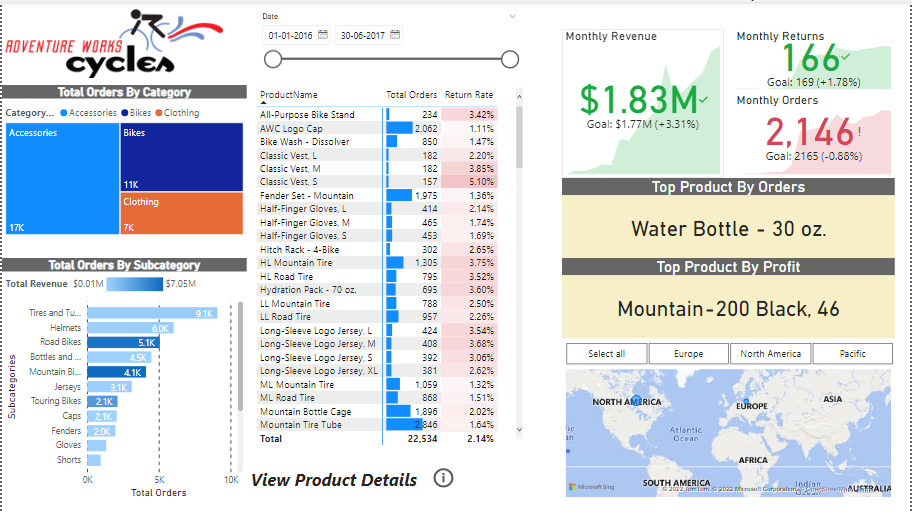 ADVENTURE WORKS
cycles
Total Orders By Category
Category... Accessories Bikes Clothing
Accessories
17K
Bikes
11K
Clothing
7K
Total Orders By Subcategory
Total Revenue $0.01M $7.05M
Subcategories
Tires and Tu... 9.1K
Helmets 6.0K
Road Bikes 5.1K
Bottles and ... 4.5K
Mountain Bi... 4.1K
Jerseys 3.1K
Touring Bikes 2.1K
Caps 2.1K
Fenders 2.0K
Gloves
Shorts
0K 5K 10K
Total Orders
Date
01-01-2016 30-06-2017
ProductName Total Orders Return Rate
All-Purpose Bike Stand 234 3.42%
AWC Logo Cap 2,062 1.11%
Bike Wash - Dissolver 850 1.47%
Classic Vest, L 182 2.20%
Classic Vest, M 182 3.85%
Classic Vest, S 157 5.10%
Fender Set - Mountain 1,975 1.36%
Half-Finger Gloves, L 414 2.14%
Half-Finger Gloves, M 465 1.74%
Half-Finger Gloves, S 453 1.69%
Hitch Rack - 4-Bike 302 2.65%
HL Mountain Tire 1,305 3.75%
HL Road Tire 795 3.52%
Hydration Pack - 70 oz. 695 3.60%
LL Mountain Tire 788 2.50%
LL Road Tire 957 2.26%
Long-Sleeve Logo Jersey, L 424 3.54%
Long-Sleeve Logo Jersey, M 408 3.68%
Long-Sleeve Logo Jersey, S 392 3.06%
Long-Sleeve Logo Jersey, XL 381 2.62%
ML Mountain Tire 1,059 1.32%
ML Road Tire 868 1.51%
Mountain Bottle Cage 1,896 2.02%
Mountain Tire Tube 2,846 1.64%
Total 22,534 2.14%
View Product Details
Monthly Revenue
$1.83M
Goal: $1.77M (+3.31%)
Monthly Returns
166
Goal: 169 (+1.78%)
Monthly Orders
2,146!
Goal: 2165 (-0.88%)
Top Product By Orders
Water Bottle - 30 oz.
Top Product By Profit
Mountain-200 Black, 46
Select all Europe North America Pacific
NORTH AMERICA
EUROPE
ASIA
Atlantic
Ocean
AFRICA
SOUTH AMERICA
Indian
Ocean
AUSTRALIA
Microsoft Bing
© 2022 TomTom, © 2022 Microsoft Corporation, © OpenStreetMap